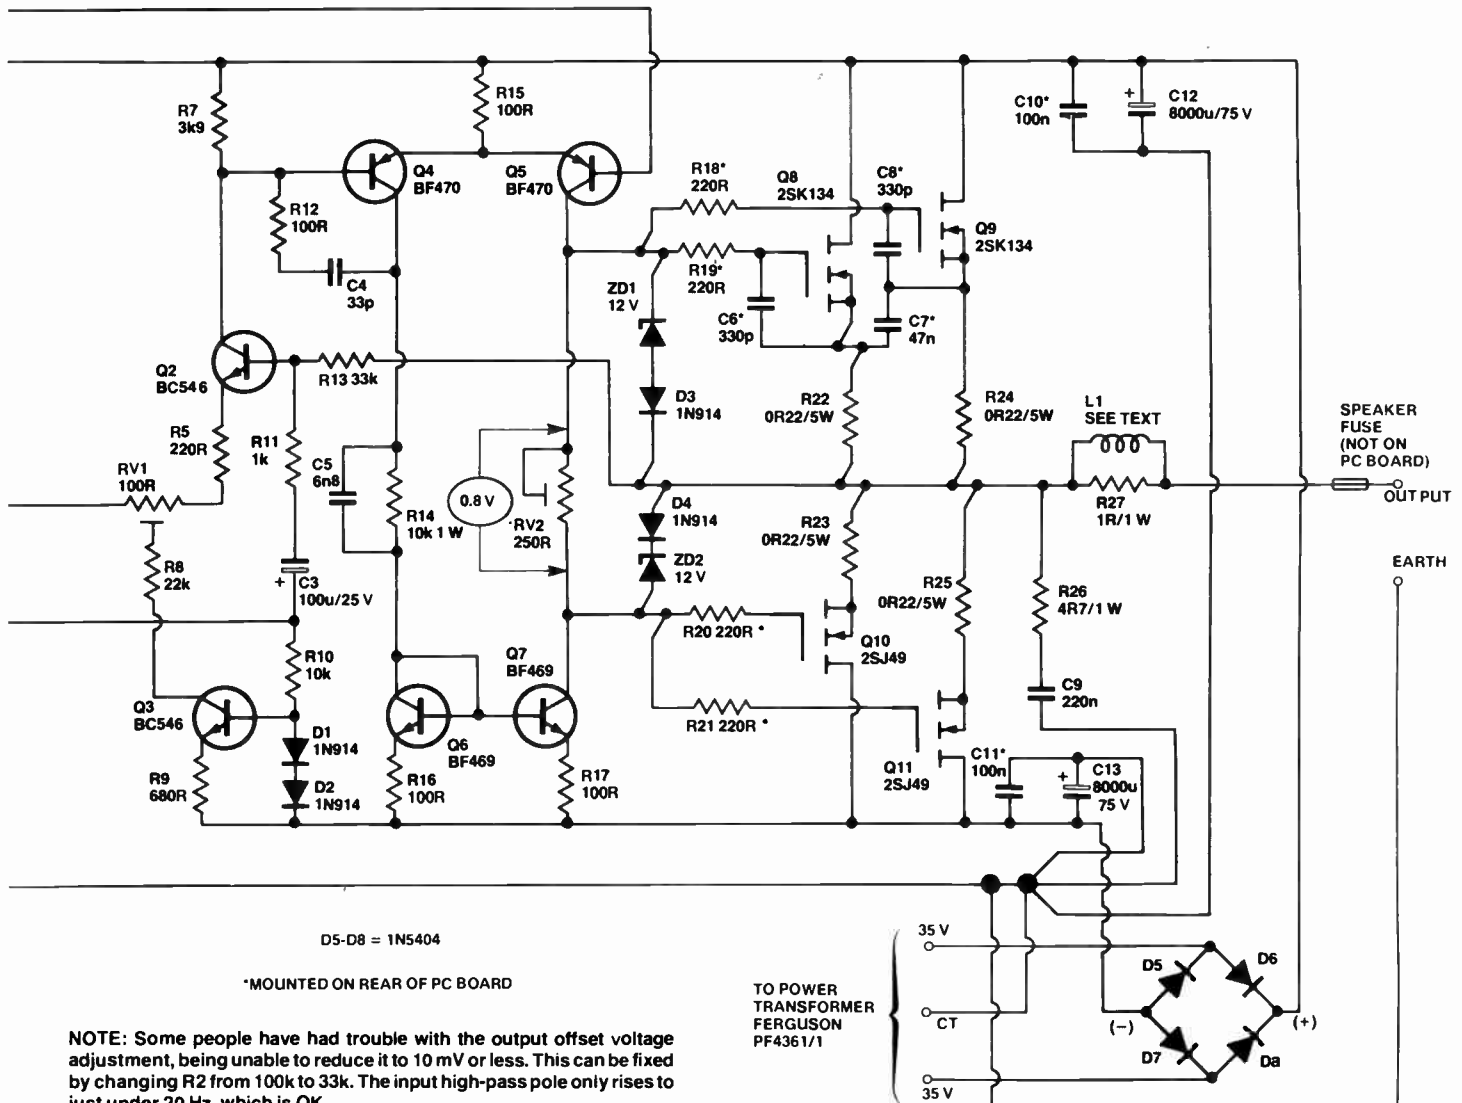 R7
3k9
R15
100R
Q4
BF470
Q5
BF470
R12
100R
C4
33p
R18*
220R
R19*
220R
Q8
2SK134
C8*
330p
Q9
2SK134
C10*
100n
+
C12
8000u/75 V
ZD1
12 V
C6*
330p
C7*
47n
Q2
BC546
R13 33k
D3
1N914
R22
0R22/5W
R24
0R22/5W
L1
SEE TEXT
SPEAKER
FUSE
(NOT ON
PC BOARD)
R5
220R
R11
1k
RV1
100R
C5
6n8
R14
10k 1 W
0.8 V
RV2
250R
D4
1N914
ZD2
12 V
R23
0R22/5W
R27
1R/1 W
OUTPUT
EARTH
R8
22k
+
C3
100u/25 V
R25
0R22/5W
R26
4R7/1 W
R20 220R *
Q10
2SJ49
R10
10k
Q7
BF469
C9
220n
Q3
BC546
D1
1N914
Q6
BF469
R21 220R *
Q11
2SJ49
C11*
100n
+
C13
8000u
75 V
R9
680R
D2
1N914
R16
100R
R17
100R
D5-D8 = 1N5404
*MOUNTED ON REAR OF PC BOARD
TO POWER
TRANSFORMER
FERGUSON
PF4361/1
35 V
CT
35 V
D5
D6
(-)
(+)
D7
Da
NOTE: Some people have had trouble with the output offset voltage
adjustment, being unable to reduce it to 10 mV or less. This can be fixed
by changing R2 from 100k to 33k. The input high-pass pole only rises to
just under 20 Hz, which is OK.